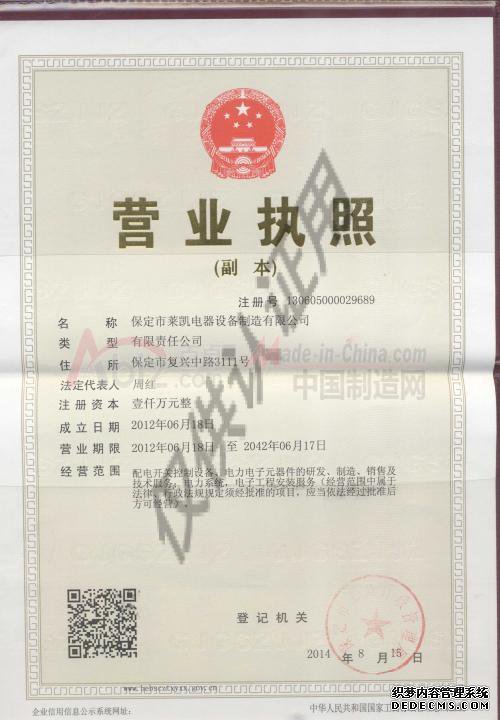 营业执照
(副 本)
注册号 130605000029689
名 称 保定市莱凯电器设备制造有限公司
类 型 有限责任公司
住 所 保定市复兴中路3111号
法定代表人 周红
注册资本 壹仟万元整
成立日期 2012年06月18日
营业期限 2012年06月18日 至 2042年06月17日
经营范围 配电开关控制设备、电力电子元器件的研发、制造、销售及
技术服务,电力系统,电子工程安装服务(经营范围中属于
法律、行政法规规定须经批准的项目,应当依法经过批准后
方可经营)。
仅供认证用
Made-in-China.com
中国制造网
登记机关
2014 年 8 月 15 日
企业信用信息公示系统网址:
中华人民共和国国家工
织梦内容管理系统
DEDECMS.COM